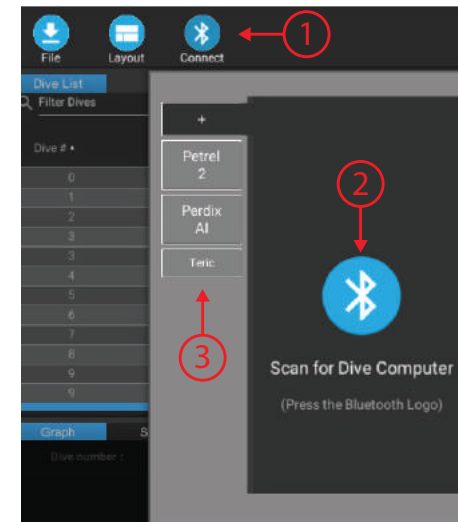 File Layout Connect
1
Dive List
Filter Dives
Dive # •
0
1
2
3
3
4
5
6
7
8
9
9
+
Petrel
2
Perdix
AI
Teric
3
2
Scan for Dive Computer
(Press the Bluetooth Logo)
Graph S
Dive number :